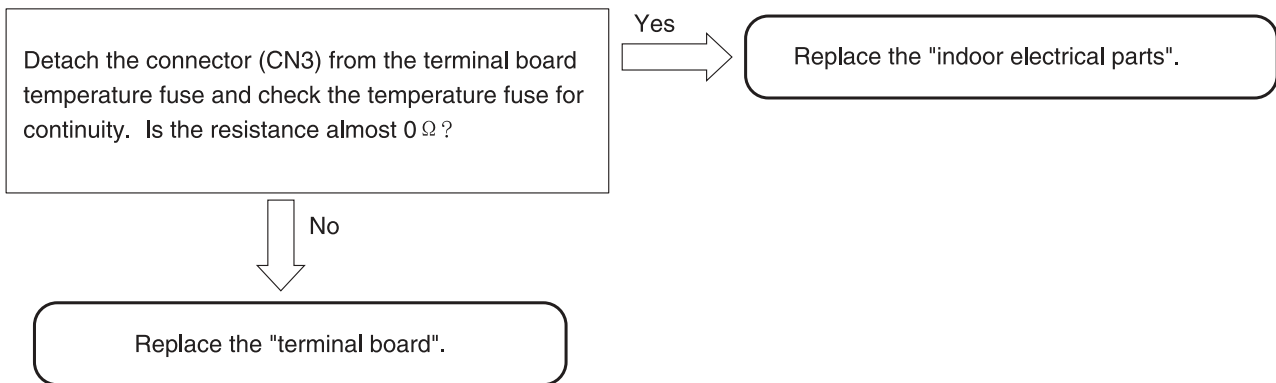 Yes
Detach the connector (CN3) from the terminal board
temperature fuse and check the temperature fuse for
continuity. Is the resistance almost 0 Ω?
Replace the "indoor electrical parts".
No
Replace the "terminal board".